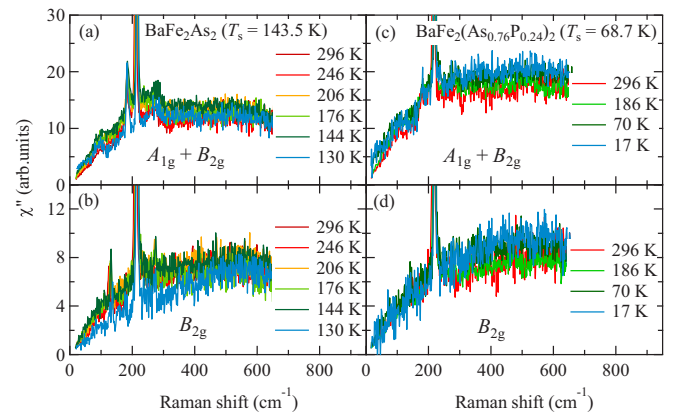 (a) BaFe2As2 (Ts = 143.5 K)
296 K
246 K
206 K
176 K
144 K
130 K
A1g + B2g
30
20
10
0
(c) BaFe2(As0.76P0.24)2 (Ts = 68.7 K)
296 K
186 K
70 K
17 K
A1g + B2g
χ" (arb.units)
(b)
296 K
246 K
206 K
176 K
144 K
130 K
B2g
12
8
4
0
0 200 400 600 800
Raman shift (cm-1)
(d)
296 K
186 K
70 K
17 K
B2g
0 200 400 600 800
Raman shift (cm-1)